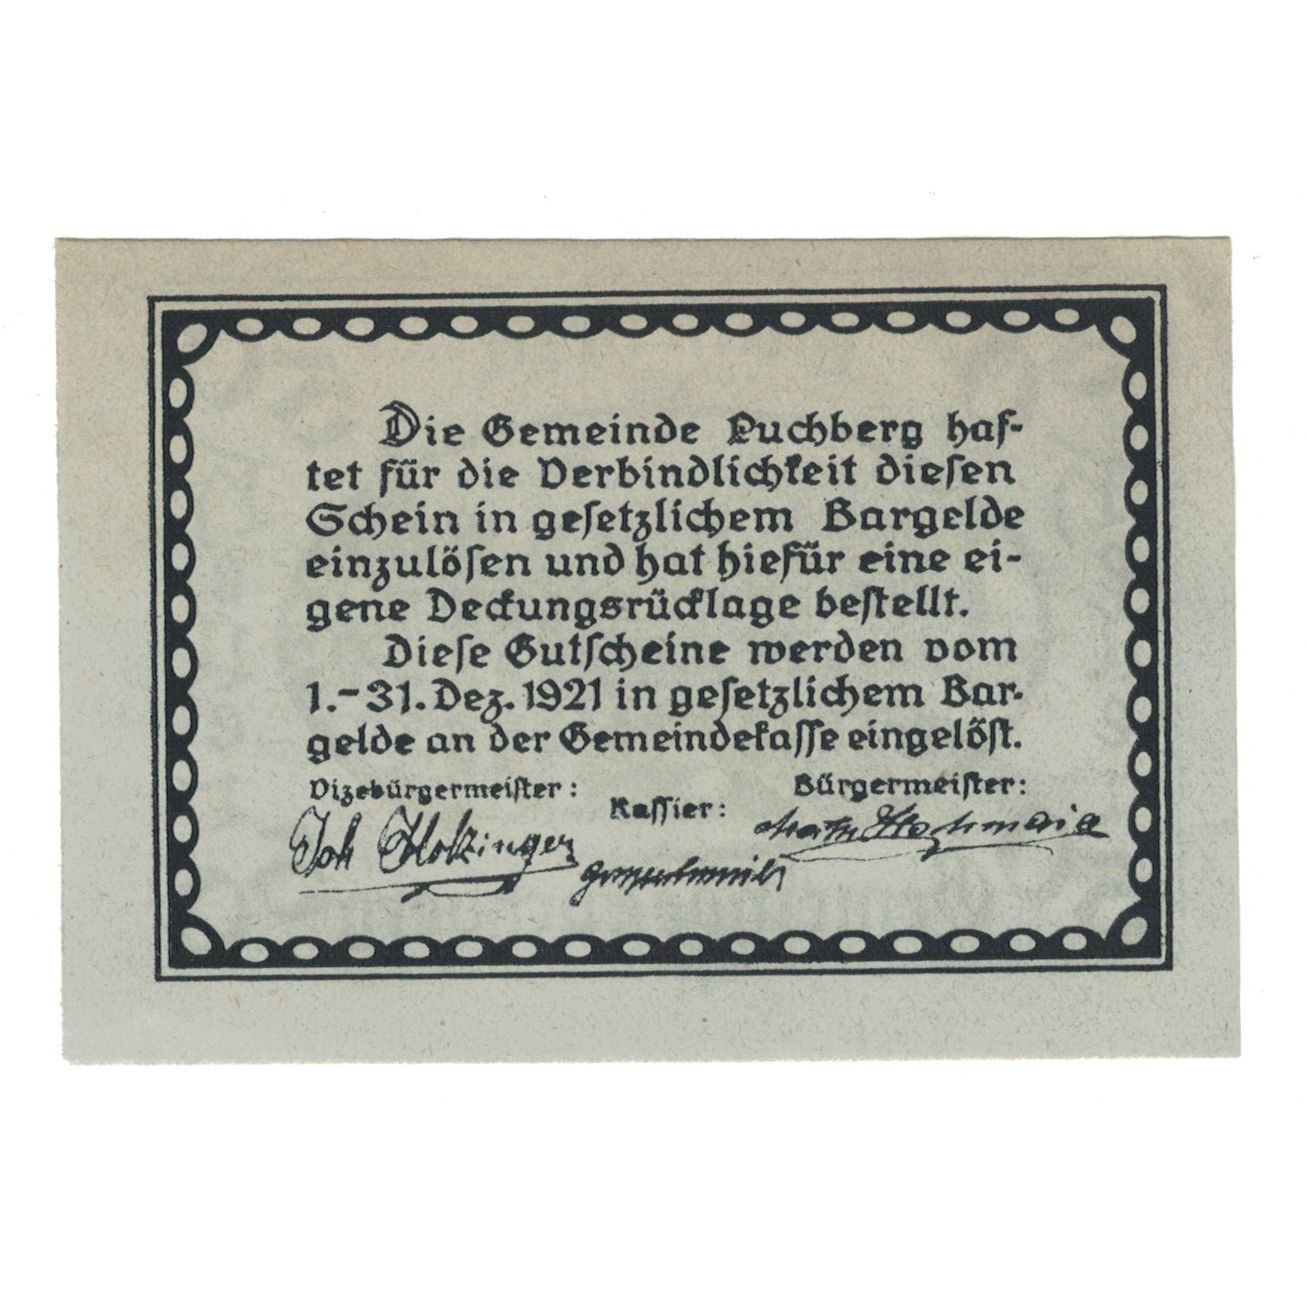 Die Gemeinde Puchberg haf-
tet für die Verbindlichkeit diesen
Schein in gesetzlichem Bargelde
einzulösen und hat hiefür eine ei-
gene Deckungsrücklage bestellt.
Diese Gutscheine werden vom
1.-31. Dez. 1921 in gesetzlichem Bar-
gelde an der Gemeindekasse eingelöst.
Vizebürgermeister:
Kassier:
Bürgermeister:
Joh Holzinger